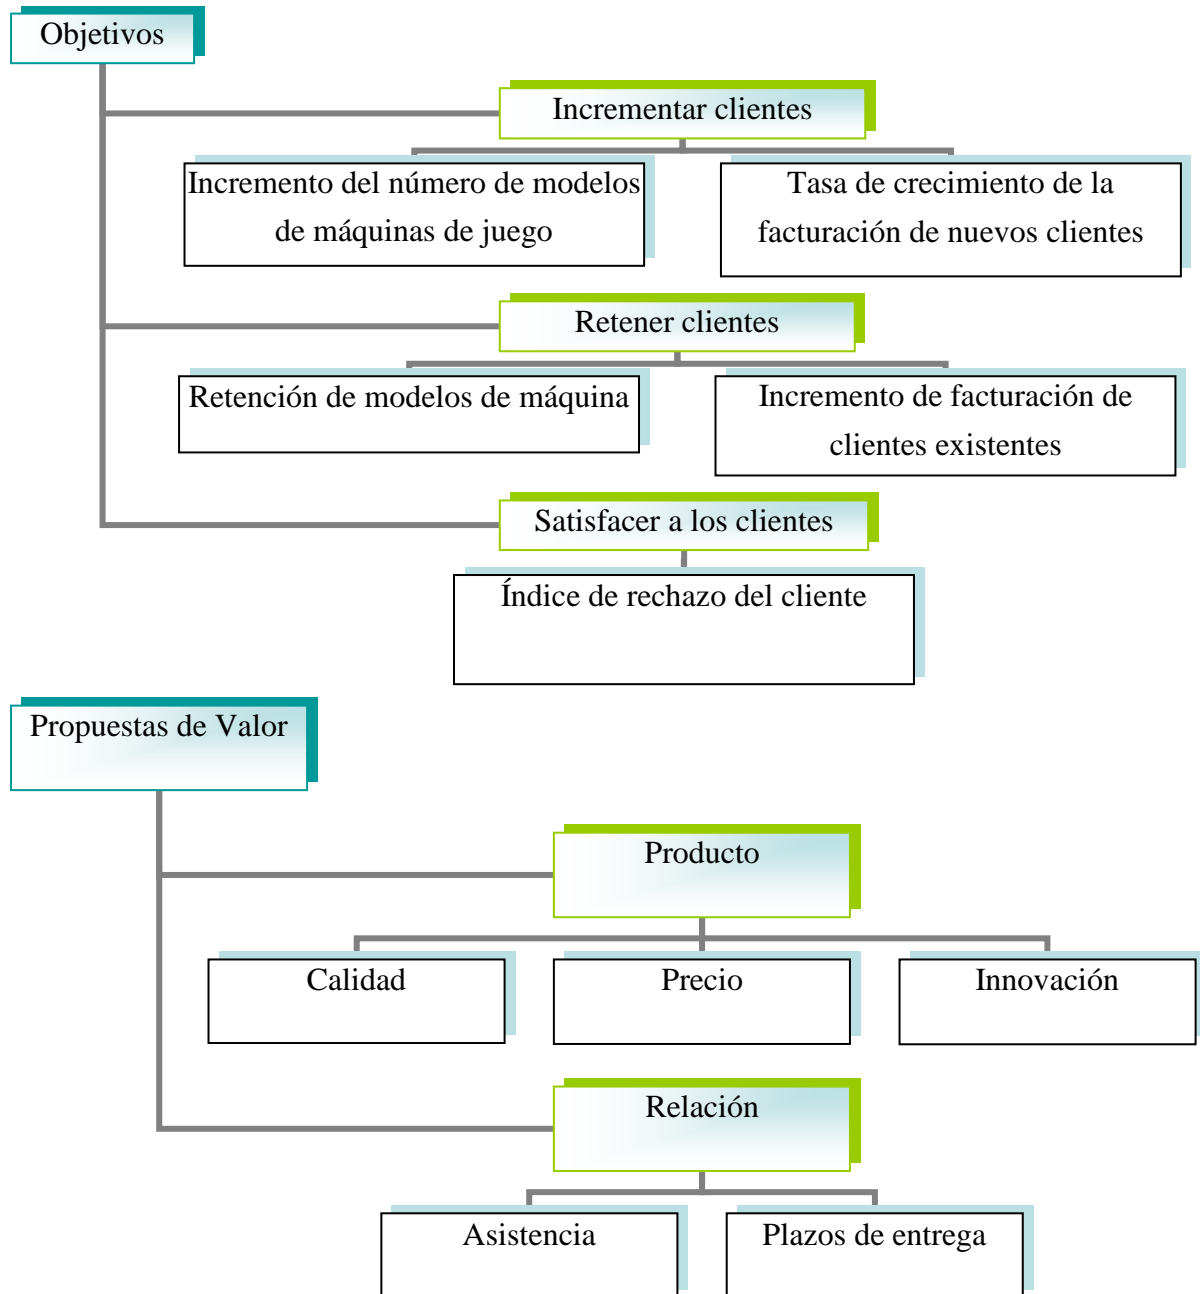 Objetivos
Incrementar clientes
Incremento del número de modelos
de máquinas de juego
Tasa de crecimiento de la
facturación de nuevos clientes
Retener clientes
Retención de modelos de máquina
Incremento de facturación de
clientes existentes
Satisfacer a los clientes
Índice de rechazo del cliente
Propuestas de Valor
Producto
Calidad
Precio
Innovación
Relación
Asistencia
Plazos de entrega